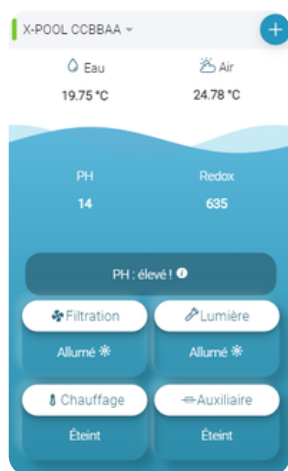 X-POOL CCBBAA
Eau Air
19.75 °C 24.78 °C
PH Redox
14 635
PH : élevé !
Filtration Lumière
Allumé Allumé
Chauffage Auxiliaire
Éteint Éteint